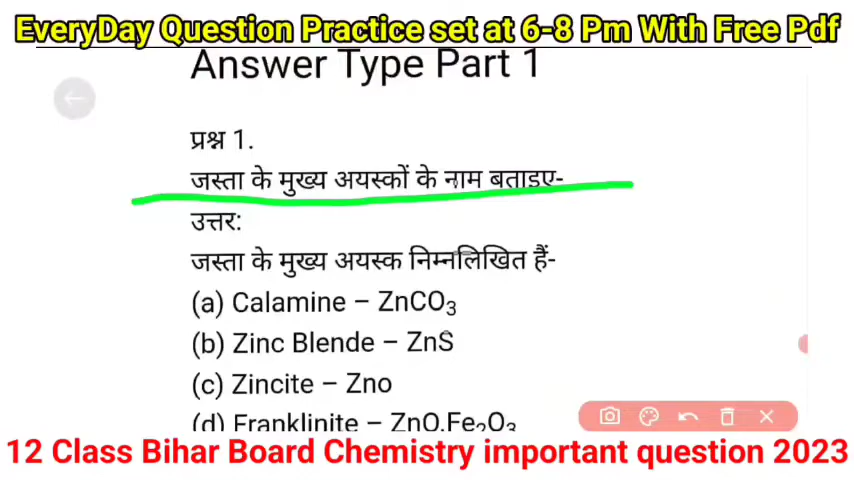 EveryDay Question Practice set at 6-8 Pm With Free Pdf
Answer Type Part 1
प्रश्न 1.
जस्ता के मुख्य अयस्कों के नाम बताइए-
उत्तर:
जस्ता के मुख्य अयस्क निम्नलिखित हैं-
(a) Calamine – ZnCO₃
(b) Zinc Blende – ZnS
(c) Zincite – Zno
(d) Franklinite – ZnO.Fe₂O₃
12 Class Bihar Board Chemistry important question 2023